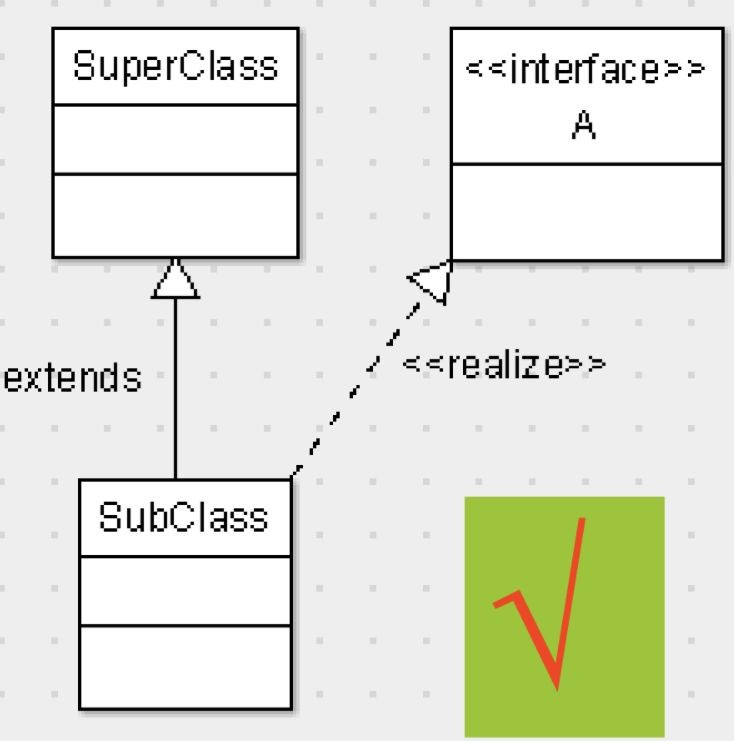 SuperClass
<<interface>>
A
extends
<<realize>>
SubClass